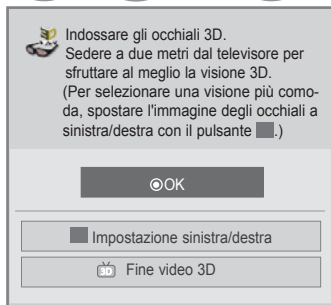 Indossare gli occhiali 3D.
Sedere a due metri dal televisore per
sfruttare al meglio la visione 3D.
(Per selezionare una visione più como-
da, spostare l'immagine degli occhiali a
sinistra/destra con il pulsante .)
OK
Impostazione sinistra/destra
3D Fine video 3D